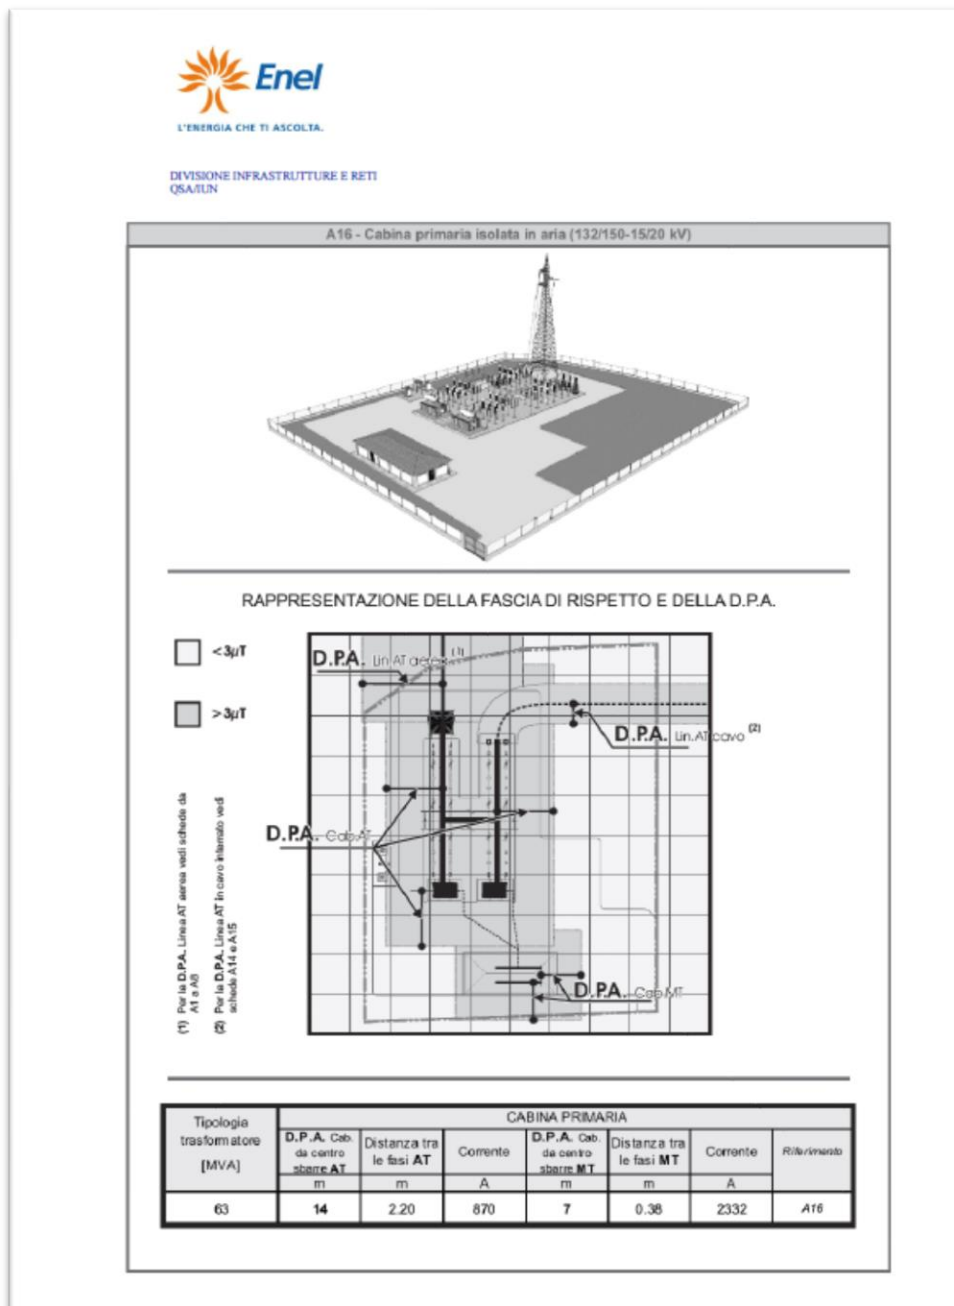 Enel
L'ENERGIA CHE TI ASCOLTA.
DIVISIONE INFRASTRUTTURE E RETI
QSA/IUN
A16 - Cabina primaria isolata in aria (132/150-15/20 kV)
RAPPRESENTAZIONE DELLA FASCIA DI RISPETTO E DELLA D.P.A.
<3µT
>3µT
D.P.A. Lin.AT aerea (1)
D.P.A. Lin.AT cavo (2)
D.P.A. Cab.AT
D.P.A. Cab.MT
(1) Per la D.P.A. Linea AT aerea vedi schede da
A1 a A8
(2) Per la D.P.A. Linea AT in cavo interrato vedi
schede A14 e A15
Tipologia
trasformatore
[MVA]
CABINA PRIMARIA
D.P.A. Cab.
da centro
sbarre AT
Distanza tra
le fasi AT
Corrente
D.P.A. Cab.
da centro
sbarre MT
Distanza tra
le fasi MT
Corrente
Riferimento
m m A m m A
63 14 2.20 870 7 0.38 2332 A16